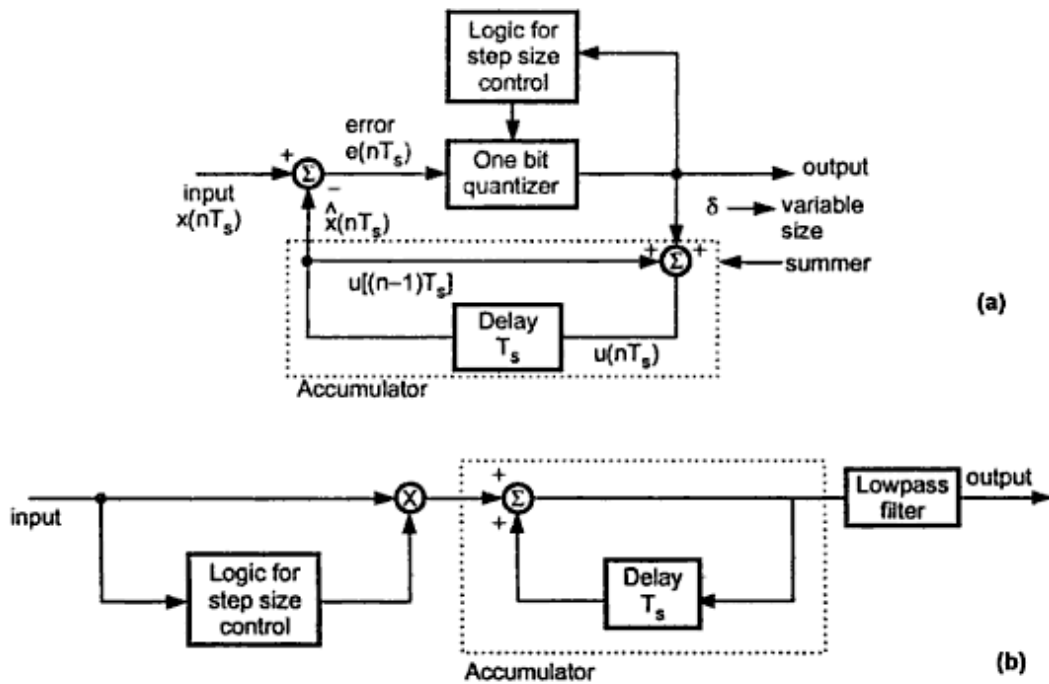 Logic for
step size
control
error
e(nTs)
One bit
quantizer
+
Σ
−
input
x(nTs)
x̂(nTs)
output
δ → variable
size
+
Σ
+
summer
u[(n−1)Ts]
Delay
Ts
u(nTs)
Accumulator
(a)
input
X
Logic for
step size
control
+
Σ
+
Delay
Ts
Accumulator
Lowpass
filter
output
(b)